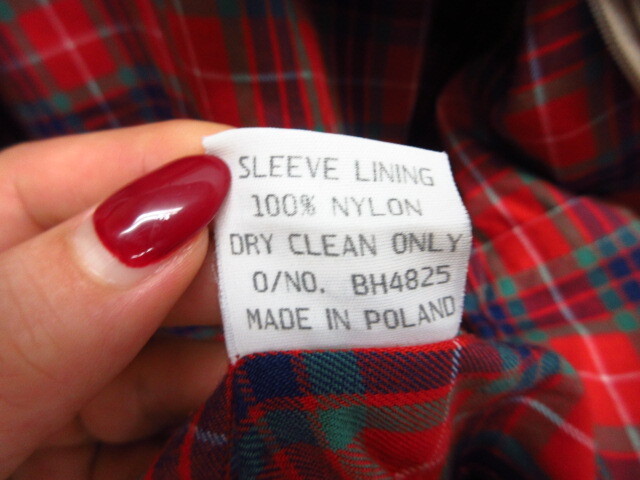 SLEEVE LINING
100% NYLON
DRY CLEAN ONLY
O/NO. BH4825
MADE IN POLAND